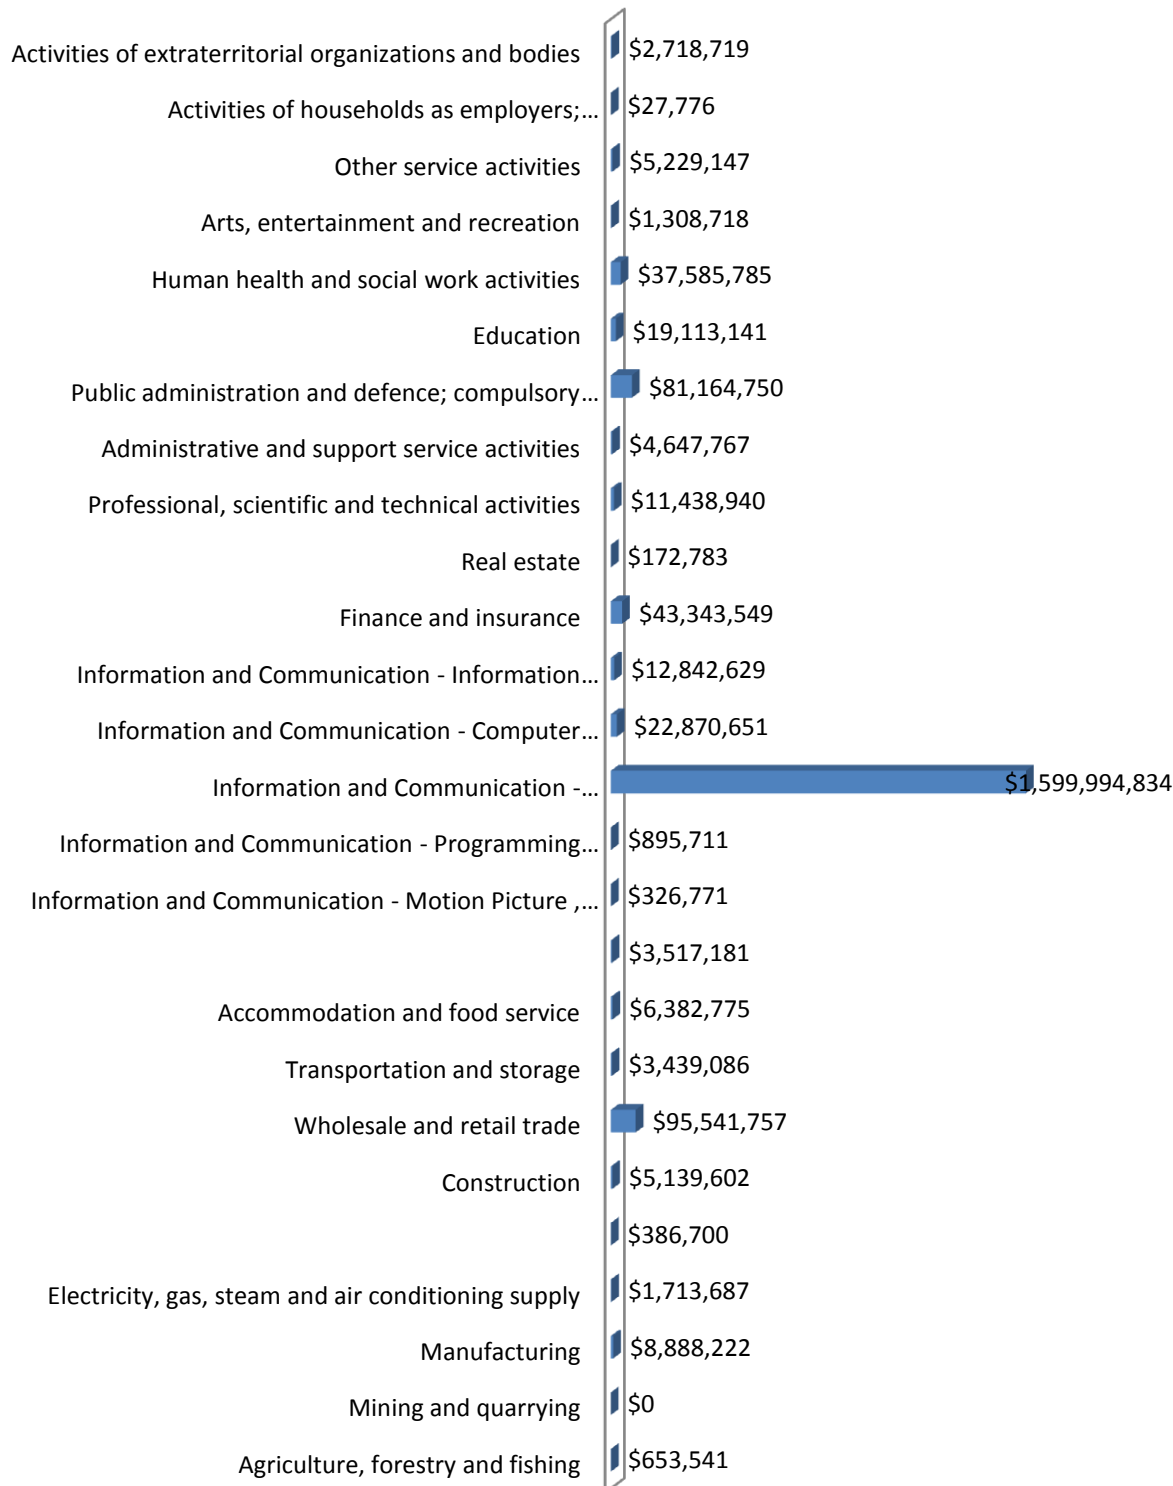 Activities of extraterritorial organizations and bodies $2,718,719
Activities of households as employers;... $27,776
Other service activities $5,229,147
Arts, entertainment and recreation $1,308,718
Human health and social work activities $37,585,785
Education $19,113,141
Public administration and defence; compulsory... $81,164,750
Administrative and support service activities $4,647,767
Professional, scientific and technical activities $11,438,940
Real estate $172,783
Finance and insurance $43,343,549
Information and Communication - Information... $12,842,629
Information and Communication - Computer... $22,870,651
Information and Communication -... $1,599,994,834
Information and Communication - Programming... $895,711
Information and Communication - Motion Picture ,... $326,771
$3,517,181
Accommodation and food service $6,382,775
Transportation and storage $3,439,086
Wholesale and retail trade $95,541,757
Construction $5,139,602
$386,700
Electricity, gas, steam and air conditioning supply $1,713,687
Manufacturing $8,888,222
Mining and quarrying $0
Agriculture, forestry and fishing $653,541